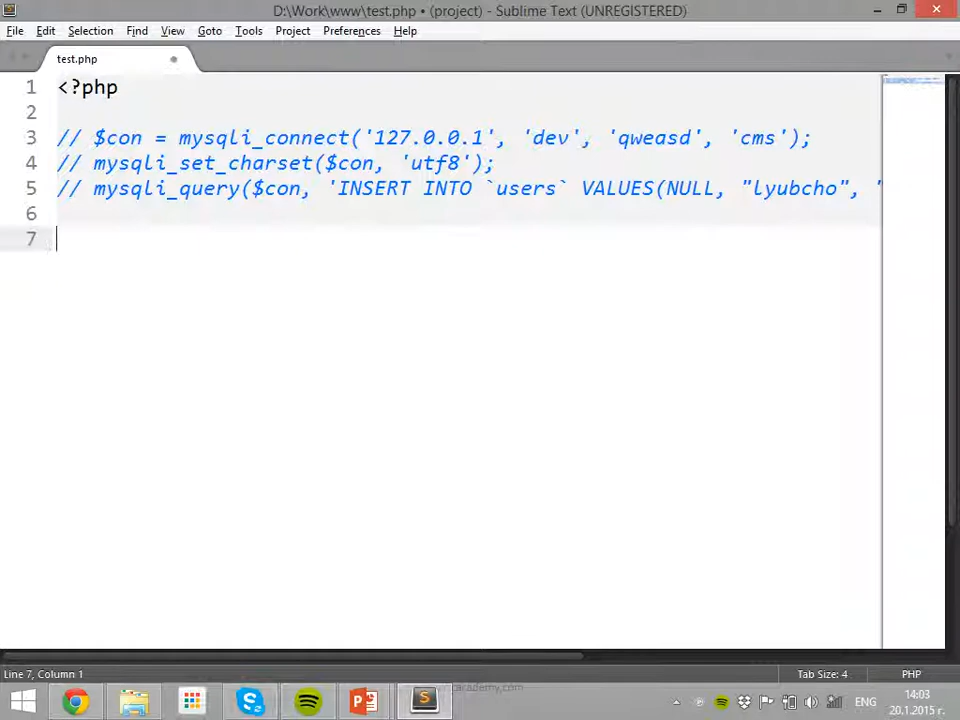 D:\Work\www\test.php • (project) - Sublime Text (UNREGISTERED)
File Edit Selection Find View Goto Tools Project Preferences Help
test.php
1 <?php
2
3 // $con = mysqli_connect('127.0.0.1', 'dev', 'qweasd', 'cms');
4 // mysqli_set_charset($con, 'utf8');
5 // mysqli_query($con, 'INSERT INTO `users` VALUES(NULL, "lyubcho", "
6
7
Line 7, Column 1 Tab Size: 4 PHP
ENG 14:03
20.1.2015 г.